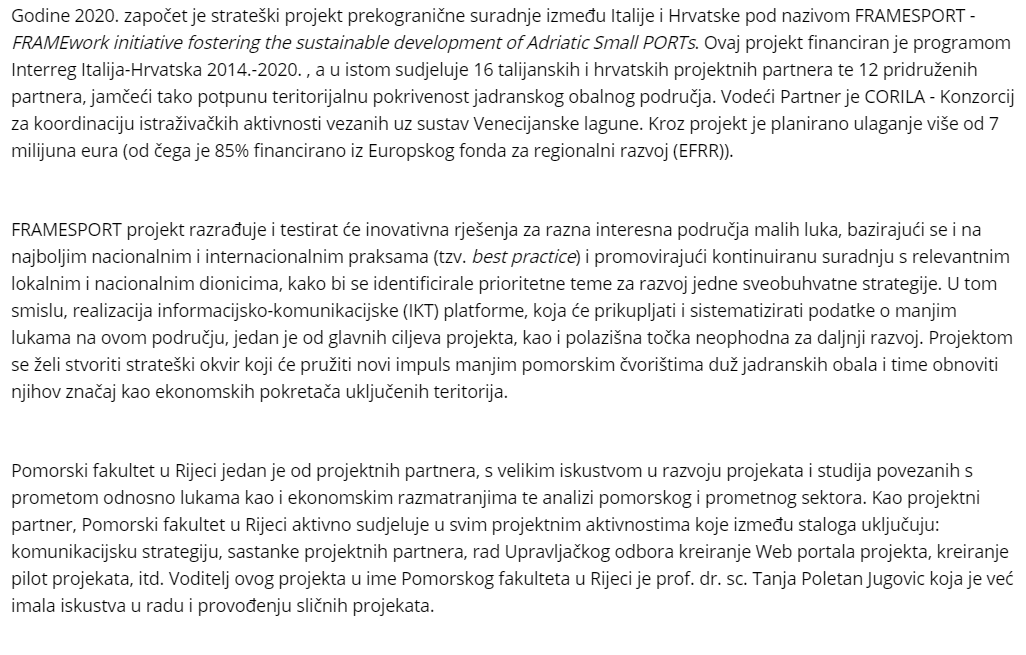 Godine 2020. započet je strateški projekt prekogranične suradnje između Italije i Hrvatske pod nazivom FRAMESPORT -
FRAMEwork initiative fostering the sustainable development of Adriatic Small PORTs. Ovaj projekt financiran je programom
Interreg Italija-Hrvatska 2014.-2020. , a u istom sudjeluje 16 talijanskih i hrvatskih projektnih partnera te 12 pridruženih
partnera, jamčeći tako potpunu teritorijalnu pokrivenost jadranskog obalnog područja. Vodeći Partner je CORILA - Konzorcij
za koordinaciju istraživačkih aktivnosti vezanih uz sustav Venecijanske lagune. Kroz projekt je planirano ulaganje više od 7
milijuna eura (od čega je 85% financirano iz Europskog fonda za regionalni razvoj (EFRR)).
FRAMESPORT projekt razrađuje i testirat će inovativna rješenja za razna interesna područja malih luka, bazirajući se i na
najboljim nacionalnim i internacionalnim praksama (tzv. best practice) i promovirajući kontinuiranu suradnju s relevantnim
lokalnim i nacionalnim dionicima, kako bi se identificirale prioritetne teme za razvoj jedne sveobuhvatne strategije. U tom
smislu, realizacija informacijsko-komunikacijske (IKT) platforme, koja će prikupljati i sistematizirati podatke o manjim
lukama na ovom području, jedan je od glavnih ciljeva projekta, kao i polazišna točka neophodna za daljnji razvoj. Projektom
se želi stvoriti strateški okvir koji će pružiti novi impuls manjim pomorskim čvorištima duž jadranskih obala i time obnoviti
njihov značaj kao ekonomskih pokretača uključenih teritorija.
Pomorski fakultet u Rijeci jedan je od projektnih partnera, s velikim iskustvom u razvoju projekata i studija povezanih s
prometom odnosno lukama kao i ekonomskim razmatranjima te analizi pomorskog i prometnog sektora. Kao projektni
partner, Pomorski fakultet u Rijeci aktivno sudjeluje u svim projektnim aktivnostima koje između staloga uključuju:
komunikacijsku strategiju, sastanke projektnih partnera, rad Upravljačkog odbora kreiranje Web portala projekta, kreiranje
pilot projekata, itd. Voditelj ovog projekta u ime Pomorskog fakulteta u Rijeci je prof. dr. sc. Tanja Poletan Jugovic koja je već
imala iskustva u radu i provođenju sličnih projekata.